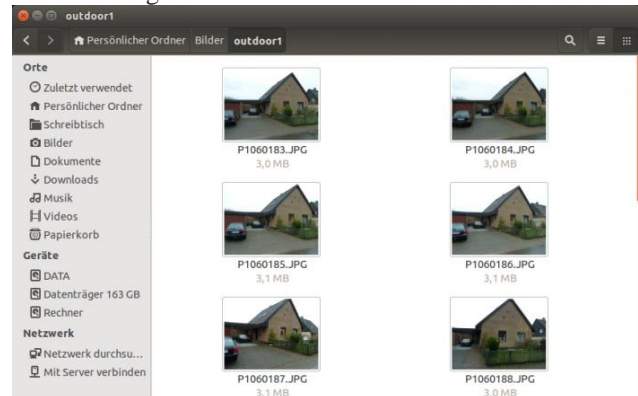 outdoor1
Persönlicher Ordner Bilder outdoor1
Orte
Zuletzt verwendet
Persönlicher Ordner
Schreibtisch
Bilder
Dokumente
Downloads
Musik
Videos
Papierkorb
Geräte
DATA
Datenträger 163 GB
Rechner
Netzwerk
Netzwerk durchsu...
Mit Server verbinden
P1060183.JPG
3,0 MB
P1060184.JPG
3,0 MB
P1060185.JPG
3,1 MB
P1060186.JPG
3,1 MB
P1060187.JPG
3,1 MB
P1060188.JPG
3,0 MB